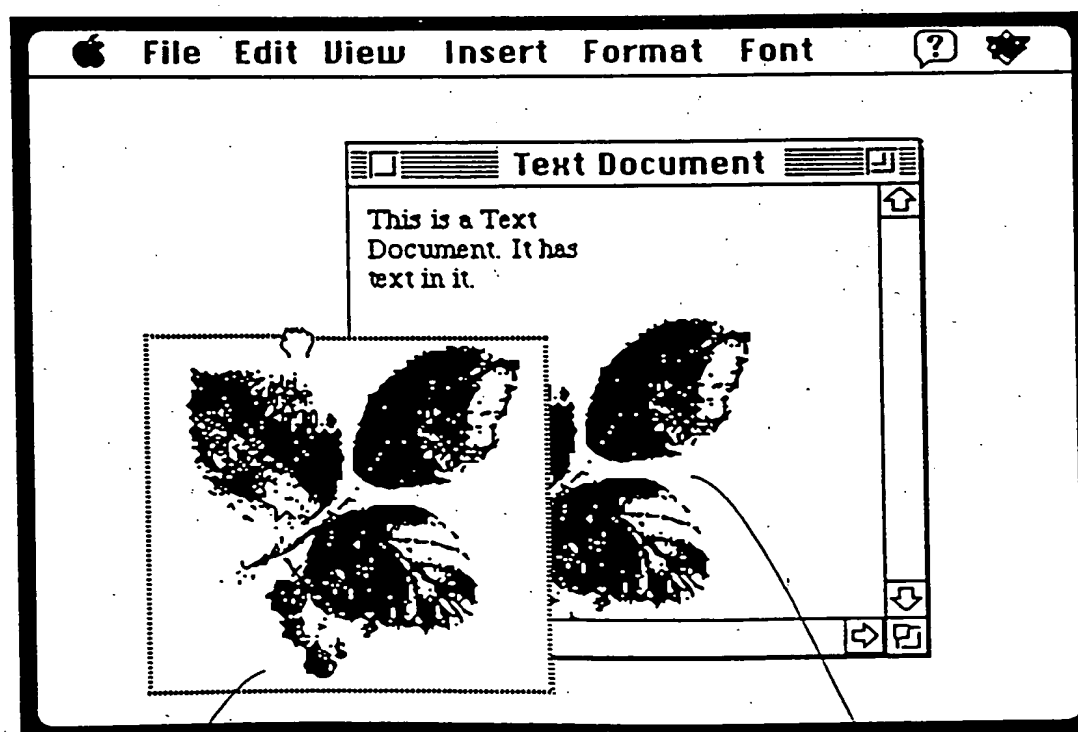 File Edit View Insert Format Font ?
Text Document
This is a Text
Document. It has
text in it.